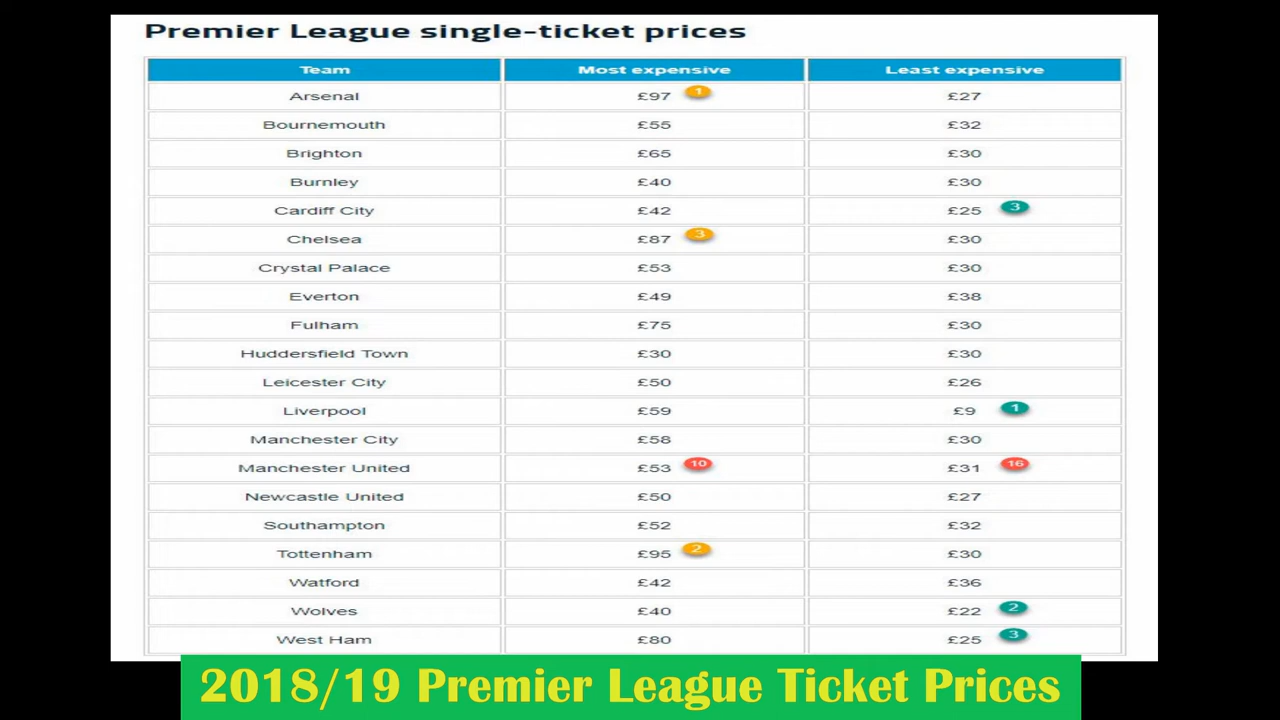 Premier League single-ticket prices
Team Most expensive Least expensive
Arsenal £97 1 £27
Bournemouth £55 £32
Brighton £65 £30
Burnley £40 £30
Cardiff City £42 £25 3
Chelsea £87 3 £30
Crystal Palace £53 £30
Everton £49 £38
Fulham £75 £30
Huddersfield Town £30 £30
Leicester City £50 £26
Liverpool £59 £9 1
Manchester City £58 £30
Manchester United £53 10 £31 16
Newcastle United £50 £27
Southampton £52 £32
Tottenham £95 2 £30
Watford £42 £36
Wolves £40 £22 2
West Ham £80 £25 3
2018/19 Premier League Ticket Prices